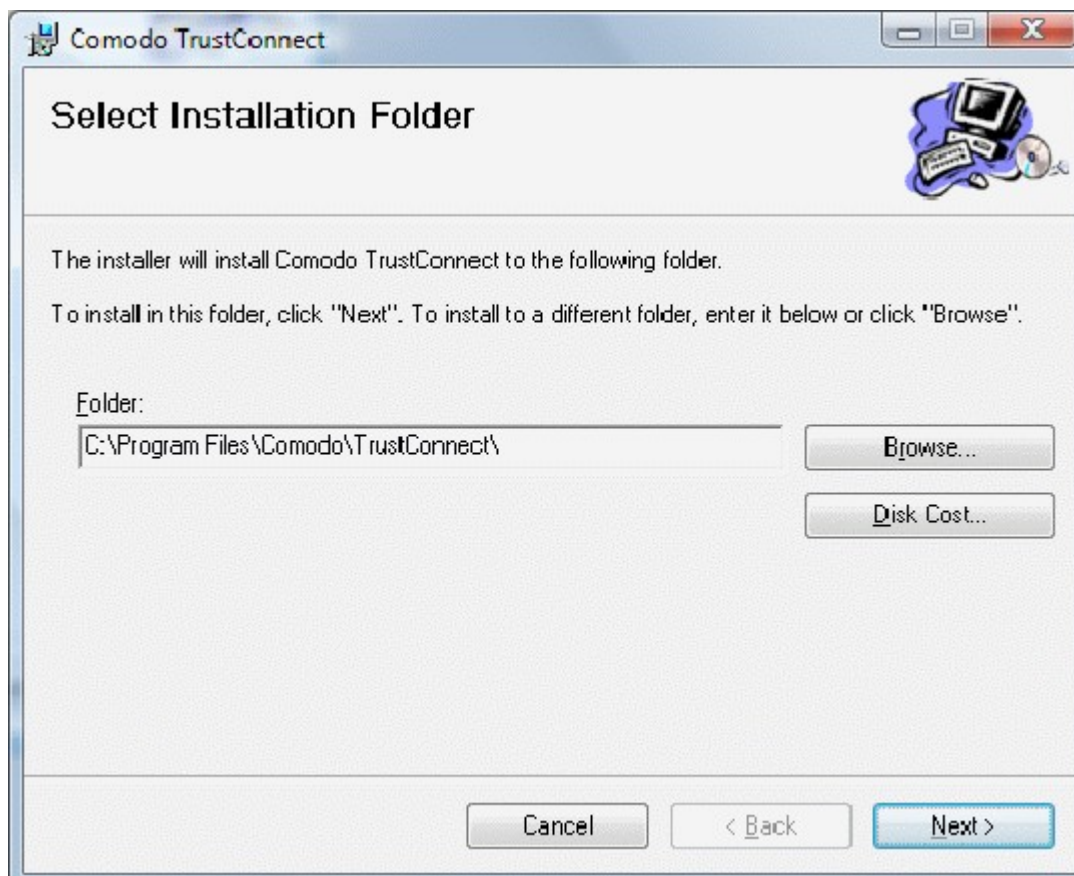 Comodo TrustConnect
Select Installation Folder
The installer will install Comodo TrustConnect to the following folder.
To install in this folder, click "Next". To install to a different folder, enter it below or click "Browse".
Folder:
C:\Program Files\Comodo\TrustConnect\
Browse...
Disk Cost...
Cancel
< Back
Next >